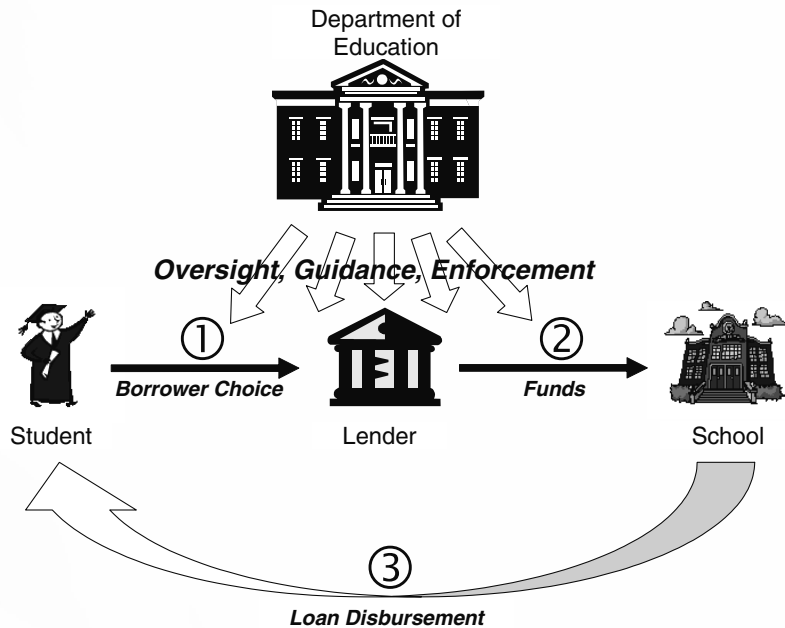 Department of
Education
Oversight, Guidance, Enforcement
①
②
Borrower Choice
Funds
Student
Lender
School
③
Loan Disbursement